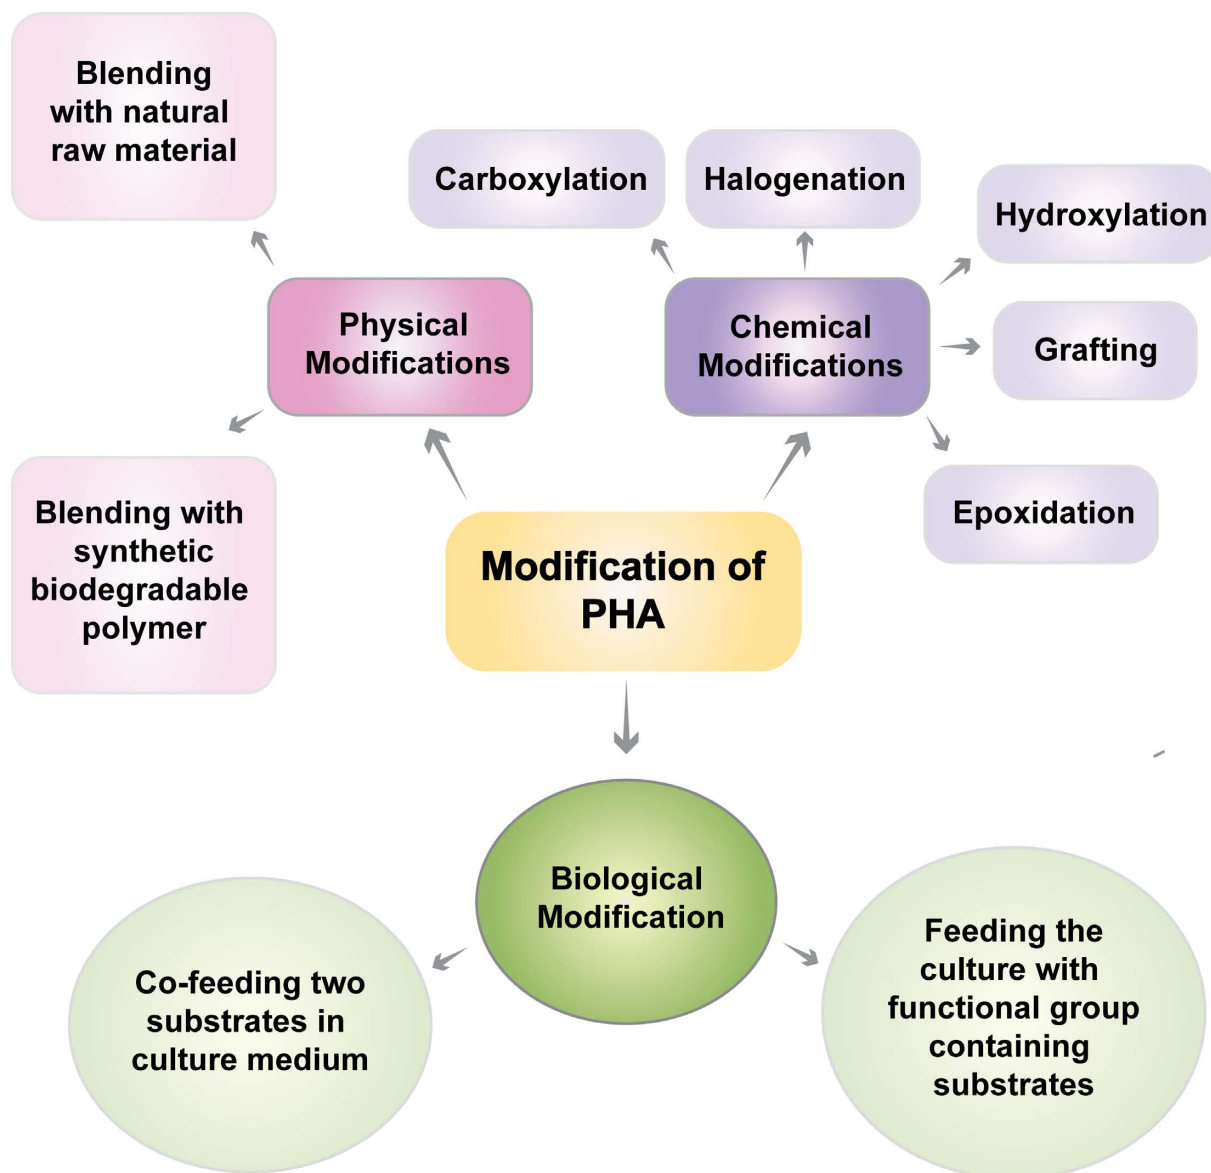 Blending
with natural
raw material
Carboxylation
Halogenation
Hydroxylation
Physical
Modifications
Chemical
Modifications
Grafting
Blending with
synthetic
biodegradable
polymer
Epoxidation
Modification of
PHA
Biological
Modification
Co-feeding two
substrates in
culture medium
Feeding the
culture with
functional group
containing
substrates